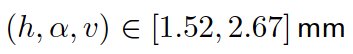 (h, α, v) ∈ [1.52, 2.67] mm